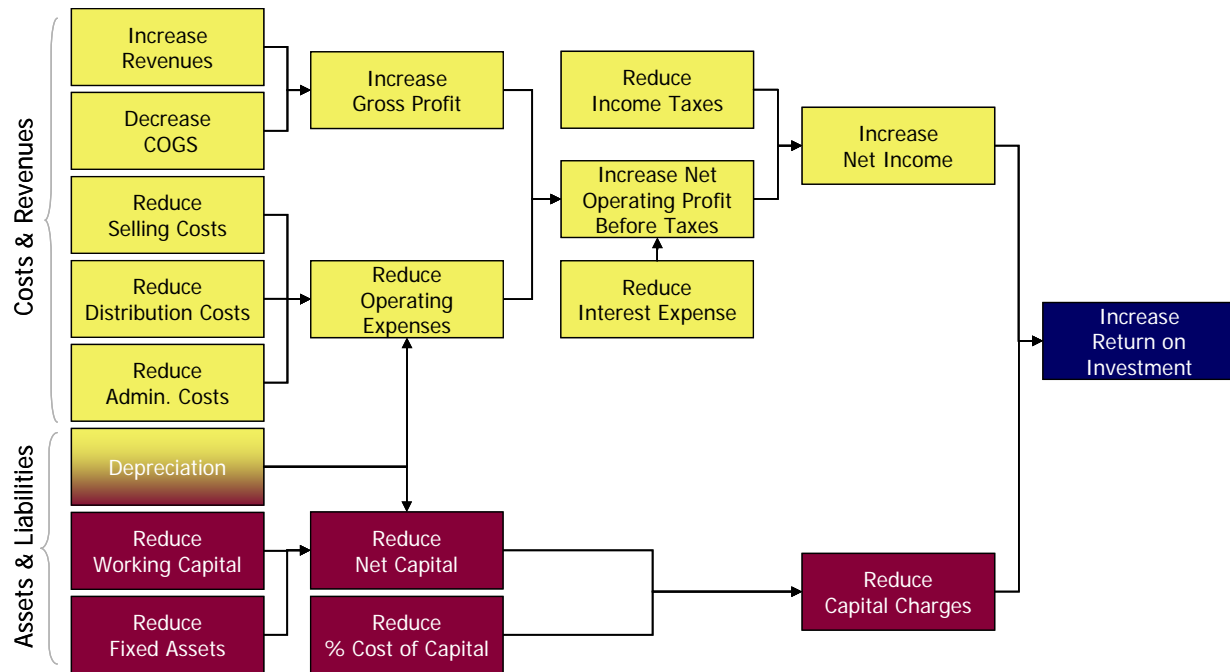 Costs & Revenues
Increase
Revenues
Decrease
COGS
Reduce
Selling Costs
Reduce
Distribution Costs
Reduce
Admin. Costs
Increase
Gross Profit
Reduce
Operating
Expenses
Reduce
Income Taxes
Increase Net
Operating Profit
Before Taxes
Reduce
Interest Expense
Increase
Net Income
Increase
Return on
Investment
Assets & Liabilities
Depreciation
Reduce
Working Capital
Reduce
Fixed Assets
Reduce
Net Capital
Reduce
% Cost of Capital
Reduce
Capital Charges